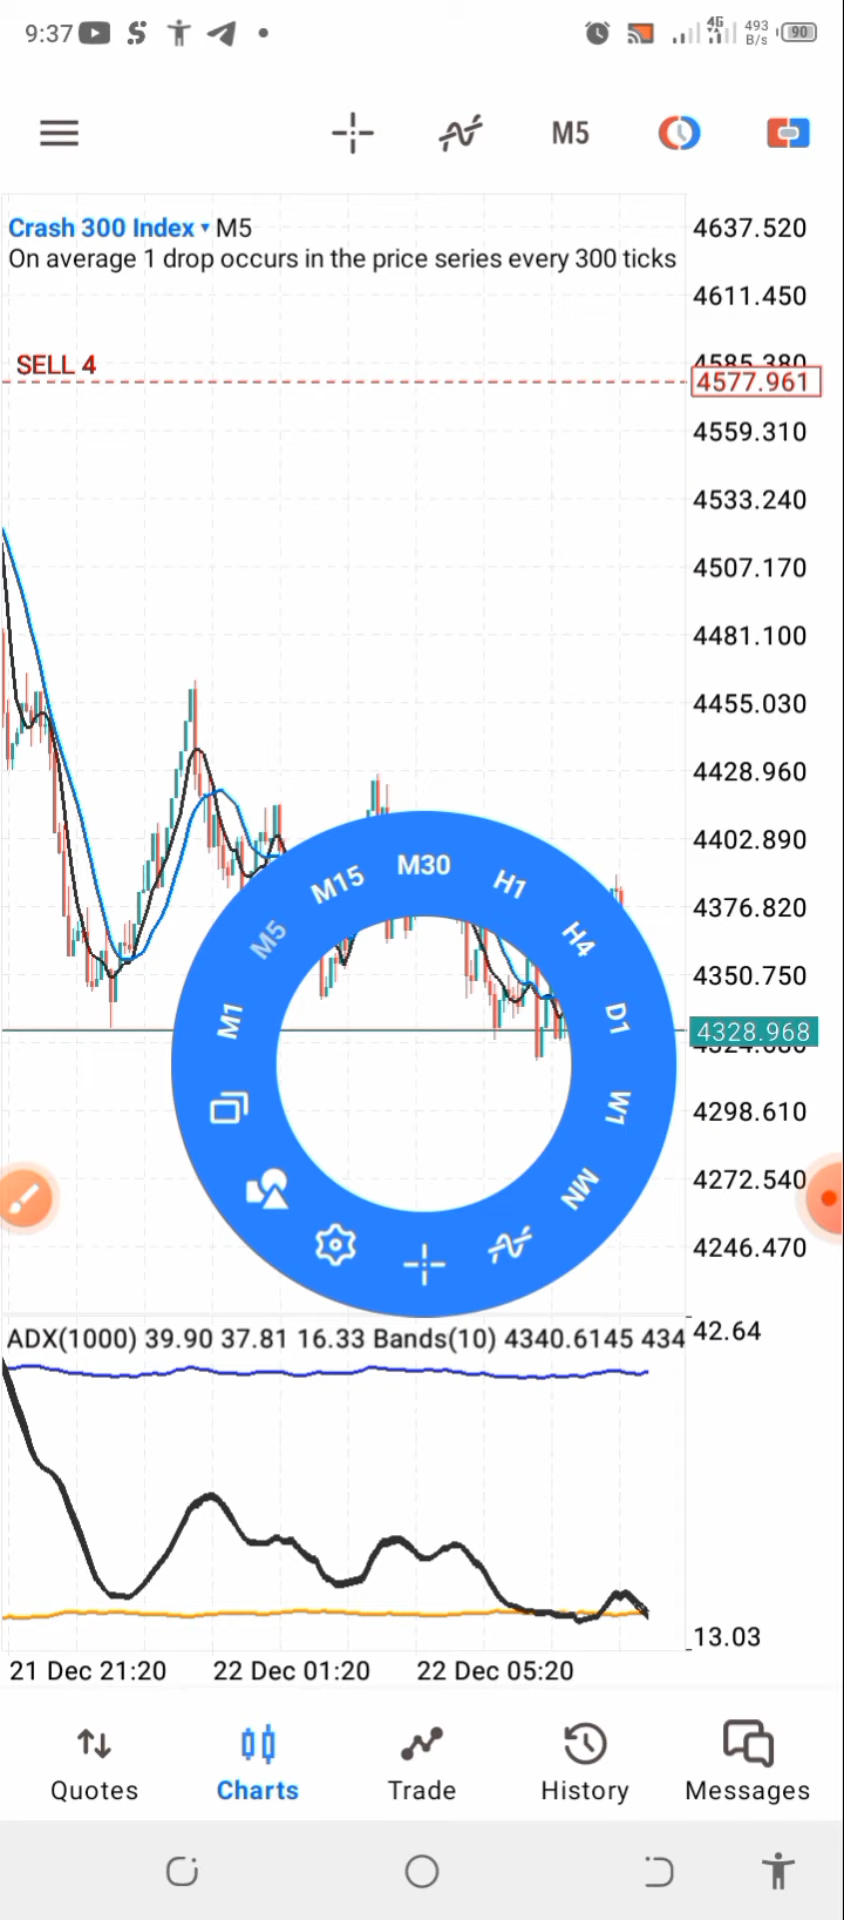 9:37
4G
493
B/s
90
M5
Crash 300 Index ▾ M5
On average 1 drop occurs in the price series every 300 ticks
4637.520
4611.450
SELL 4
4585.380
4577.961
4559.310
4533.240
4507.170
4481.100
4455.030
4428.960
4402.890
4376.820
4350.750
4328.968
4298.610
4272.540
4246.470
M1
M5
M15
M30
H1
H4
D1
W1
MN
ADX(1000) 39.90 37.81 16.33 Bands(10) 4340.6145 434
42.64
13.03
21 Dec 21:20 22 Dec 01:20 22 Dec 05:20
Quotes Charts Trade History Messages